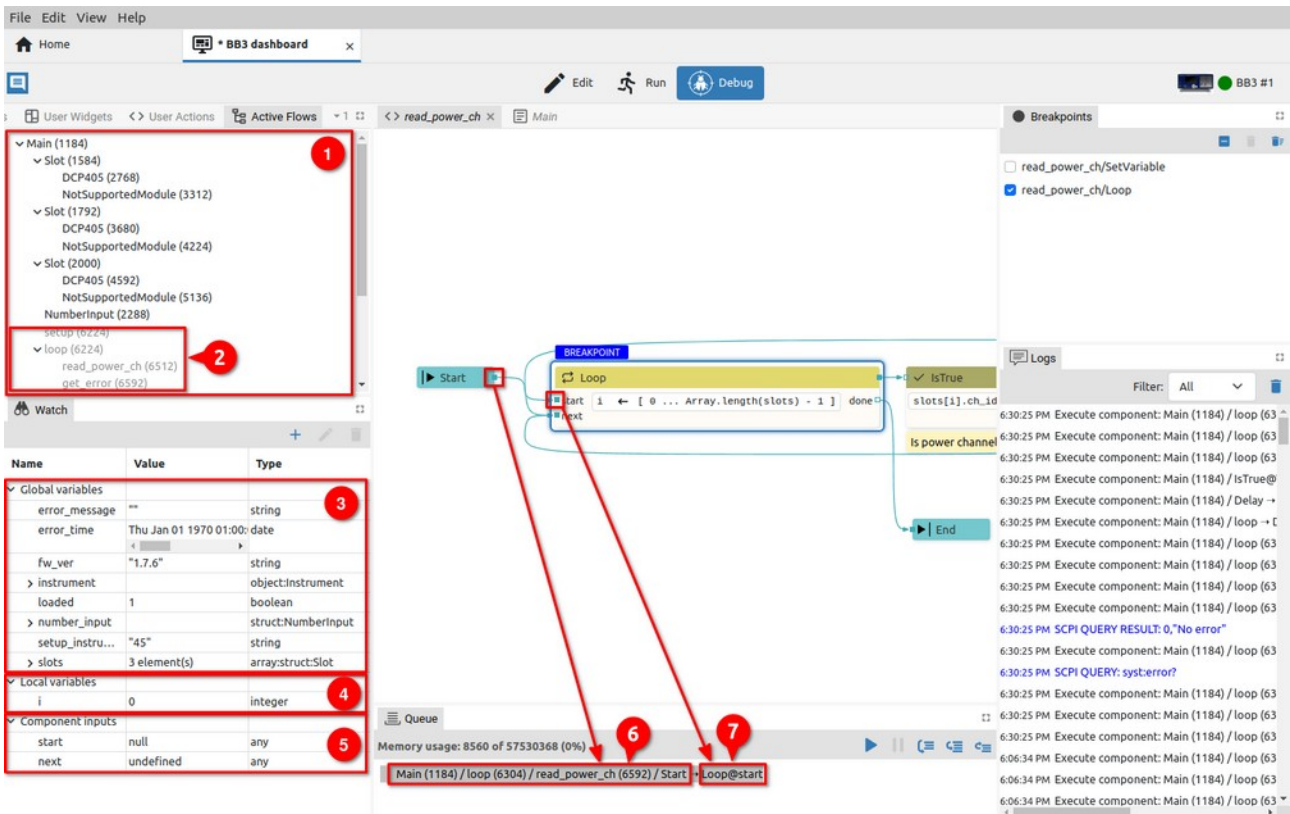 File Edit View Help
Home
* BB3 dashboard ×
Edit Run Debug
BB3 #1
User Widgets <> User Actions Active Flows 1
<> read_power_ch × Main
Breakpoints
Main (1184)
Slot (1584)
DCP405 (2768)
NotSupportedModule (3312)
Slot (1792)
DCP405 (3680)
NotSupportedModule (4224)
Slot (2000)
DCP405 (4592)
NotSupportedModule (5136)
NumberInput (2288)
setup (6224)
loop (6224)
read_power_ch (6512)
get_error (6592)
1
2
read_power_ch/SetVariable
read_power_ch/Loop
BREAKPOINT
Start
Loop
start i ← [ 0 ... Array.length(slots) - 1 ] done
next
IsTrue
slots[i].ch_id
Is power channel
End
Watch
Name Value Type
Global variables
error_message "" string
error_time Thu Jan 01 1970 01:00: date
fw_ver "1.7.6" string
instrument object:Instrument
loaded 1 boolean
number_input struct:NumberInput
setup_instru... "45" string
slots 3 element(s) array:struct:Slot
3
Local variables
i 0 integer
4
Component inputs
start null any
next undefined any
5
Queue
Memory usage: 8560 of 57530368 (0%)
6
7
Main (1184) / loop (6304) / read_power_ch (6592) / Start → Loop@start
Logs
Filter: All
6:30:25 PM Execute component: Main (1184) / loop (63
6:30:25 PM Execute component: Main (1184) / loop (63
6:30:25 PM Execute component: Main (1184) / loop (63
6:30:25 PM Execute component: Main (1184) / IsTrue@
6:30:25 PM Execute component: Main (1184) / Delay →
6:30:25 PM Execute component: Main (1184) / loop →
6:30:25 PM Execute component: Main (1184) / loop (63
6:30:25 PM Execute component: Main (1184) / loop (63
6:30:25 PM Execute component: Main (1184) / loop (63
6:30:25 PM Execute component: Main (1184) / loop (63
6:30:25 PM SCPI QUERY RESULT: 0,"No error"
6:30:25 PM Execute component: Main (1184) / loop (63
6:30:25 PM SCPI QUERY: syst:error?
6:30:25 PM Execute component: Main (1184) / loop (63
6:30:25 PM Execute component: Main (1184) / loop (63
6:30:25 PM Execute component: Main (1184) / loop (63
6:06:34 PM Execute component: Main (1184) / loop (63
6:06:34 PM Execute component: Main (1184) / loop (63
6:06:34 PM Execute component: Main (1184) / loop (63